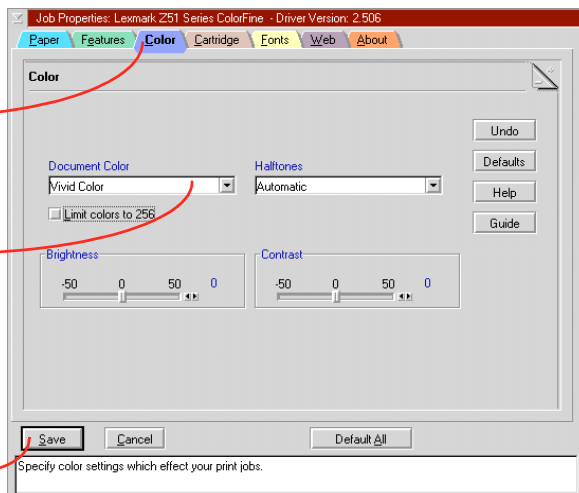 Job Properties: Lexmark Z51 Series ColorFine - Driver Version: 2.506
Paper Features Color Cartridge Fonts Web About
Color
Undo
Document Color Halftones Defaults
Vivid Color Automatic
Help
Limit colors to 256
Guide
Brightness Contrast
-50 0 50 0 -50 0 50 0
Save Cancel Default All
Specify color settings which effect your print jobs.